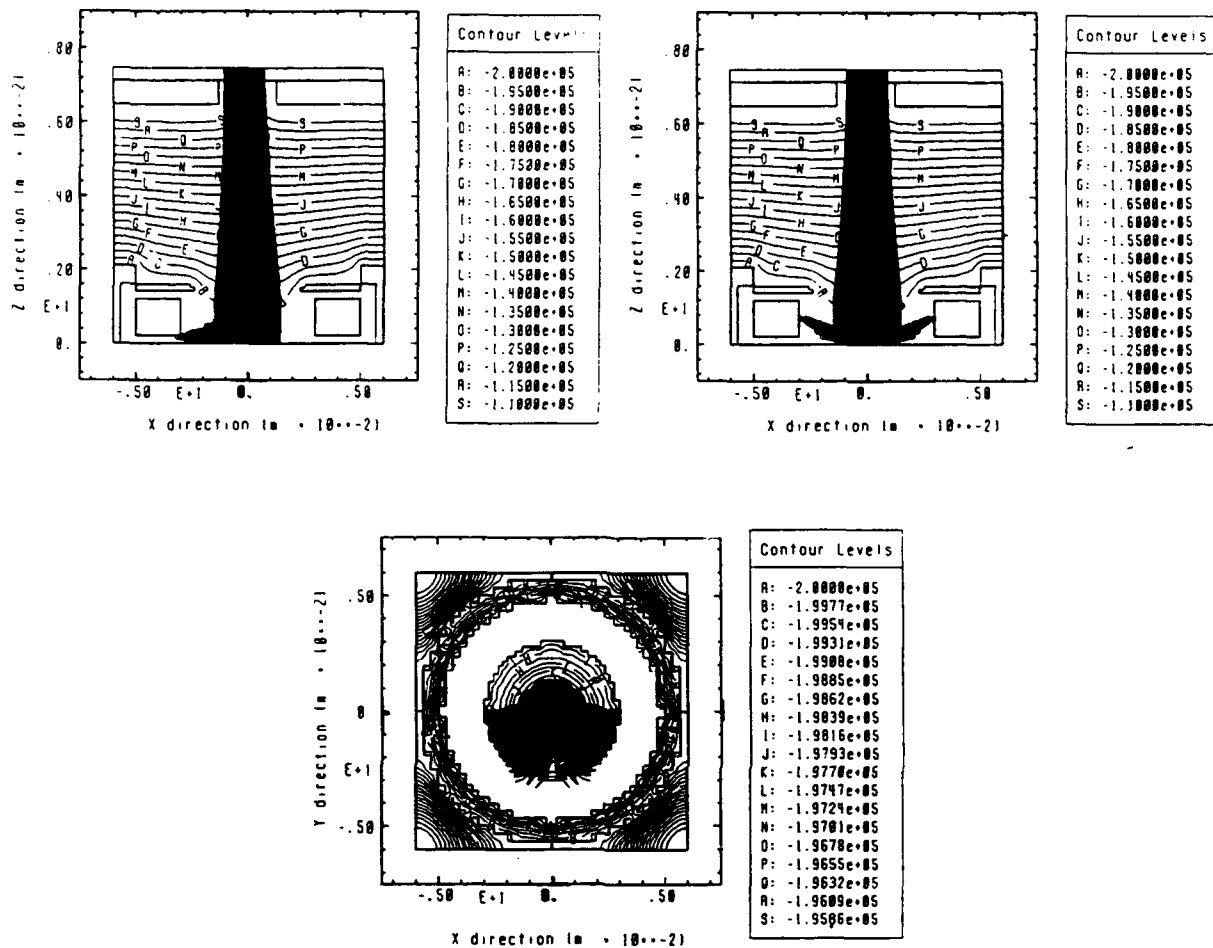 Contour Levels
A: -2.0000e+05
B: -1.9500e+05
C: -1.9000e+05
D: -1.8500e+05
E: -1.8000e+05
F: -1.7500e+05
G: -1.7000e+05
H: -1.6500e+05
I: -1.6000e+05
J: -1.5500e+05
K: -1.5000e+05
L: -1.4500e+05
M: -1.4000e+05
N: -1.3500e+05
O: -1.3000e+05
P: -1.2500e+05
Q: -1.2000e+05
R: -1.1500e+05
S: -1.1000e+05
Z direction (m * 10**-2)
.80
.60
.40
.20
E+1
0.
-.50
E+1
0.
.50
X direction (m * 10**-2)
Contour Levels
A: -2.0000e+05
B: -1.9500e+05
C: -1.9000e+05
D: -1.8500e+05
E: -1.8000e+05
F: -1.7500e+05
G: -1.7000e+05
H: -1.6500e+05
I: -1.6000e+05
J: -1.5500e+05
K: -1.5000e+05
L: -1.4500e+05
M: -1.4000e+05
N: -1.3500e+05
O: -1.3000e+05
P: -1.2500e+05
Q: -1.2000e+05
R: -1.1500e+05
S: -1.1000e+05
Z direction (m * 10**-2)
.80
.60
.40
.20
E+1
0.
-.50
E+1
0.
.50
X direction (m * 10**-2)
Contour Levels
A: -2.0000e+05
B: -1.9977e+05
C: -1.9954e+05
D: -1.9931e+05
E: -1.9908e+05
F: -1.9885e+05
G: -1.9862e+05
H: -1.9839e+05
I: -1.9816e+05
J: -1.9793e+05
K: -1.9770e+05
L: -1.9747e+05
M: -1.9724e+05
N: -1.9701e+05
O: -1.9678e+05
P: -1.9655e+05
Q: -1.9632e+05
R: -1.9609e+05
S: -1.9586e+05
Y direction (m * 10**-2)
.50
0
E+1
-.50
-.50
E+1
0.
.50
X direction (m * 10**-2)